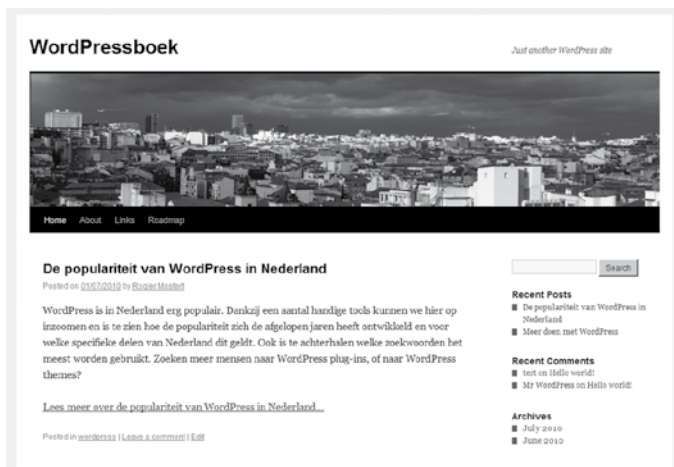 WordPressboek
Just another WordPress site
Home About Links Roadmap
De populariteit van WordPress in Nederland
Posted on 01/07/2010 by Rogier Mostert
WordPress is in Nederland erg populair. Dankzij een aantal handige tools kunnen we hier op
inzoomen en is te zien hoe de populariteit zich de afgelopen jaren heeft ontwikkeld en voor
welke specifieke delen van Nederland dit geldt. Ook is te achterhalen welke zoekwoorden het
meest worden gebruikt. Zoeken meer mensen naar WordPress plug-ins, of naar WordPress
themes?
Lees meer over de populariteit van WordPress in Nederland...
Posted in wordpress | Leave a comment | Edit
Search
Recent Posts
De populariteit van WordPress in
Nederland
Meer doen met WordPress
Recent Comments
tert on Hello world!
Mr WordPress on Hello world!
Archives
July 2010
June 2010